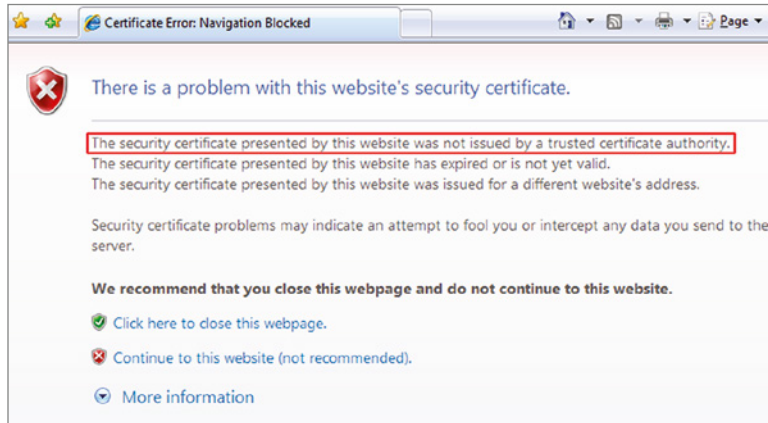 Certificate Error: Navigation Blocked
Page
There is a problem with this website's security certificate.
The security certificate presented by this website was not issued by a trusted certificate authority.
The security certificate presented by this website has expired or is not yet valid.
The security certificate presented by this website was issued for a different website's address.
Security certificate problems may indicate an attempt to fool you or intercept any data you send to the
server.
We recommend that you close this webpage and do not continue to this website.
Click here to close this webpage.
Continue to this website (not recommended).
More information